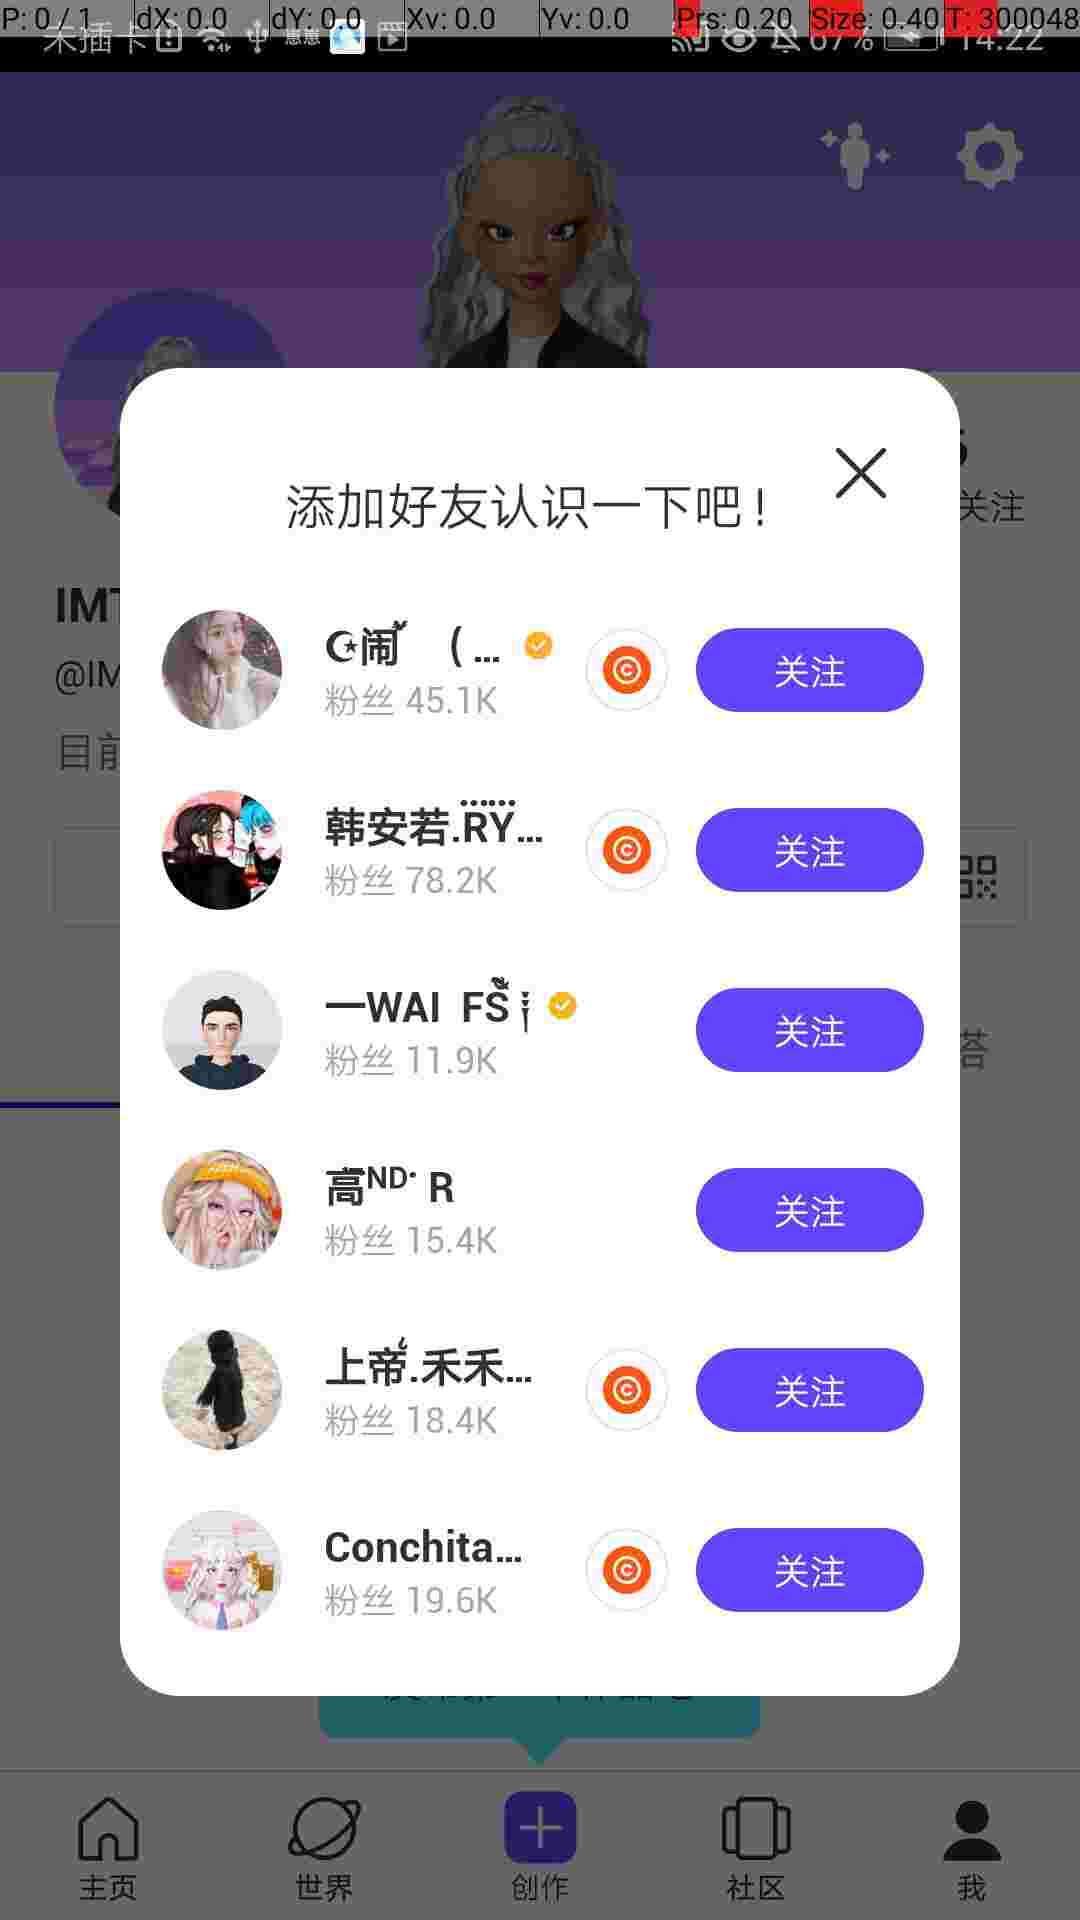 P: 0 / 1 dX: 0.0 dY: 0.0 Xv: 0.0 Yv: 0.0 Prs: 0.20 Size: 0.40 T: 300048
未插卡 67% 14:22
关注
添加好友认识一下吧!
IMT
@IM
目前
☪闹 ( ...
粉丝 45.1K
关注
韩安若.RY...
粉丝 78.2K
关注
一WAI FS
粉丝 11.9K
关注
塔
高ᴺᴰ· R
粉丝 15.4K
关注
上帝.禾禾...
粉丝 18.4K
关注
Conchita...
粉丝 19.6K
关注
主页 世界 创作 社区 我